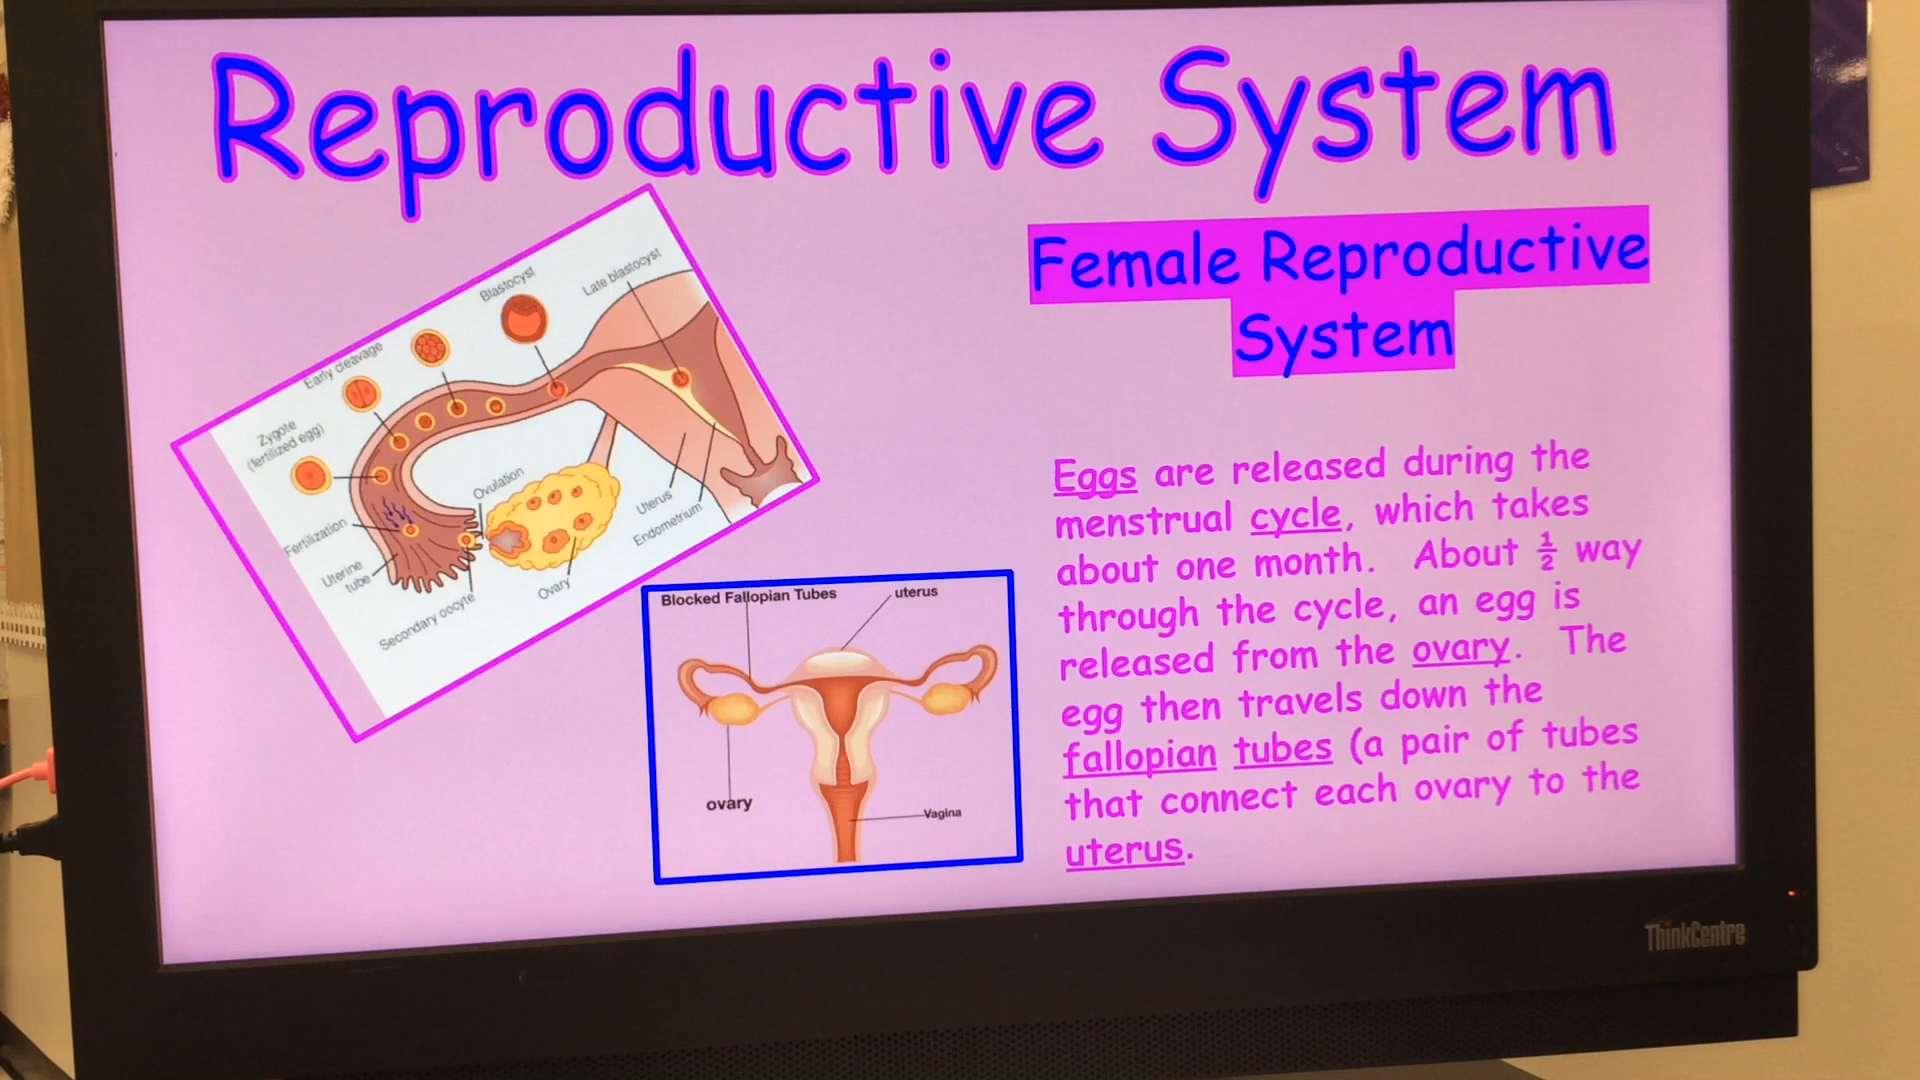 Reproductive System
Female Reproductive
System
Blastocyst
Late blastocyst
Early cleavage
Zygote
(fertilized egg)
Ovulation
Fertilization
Uterine
tube
Secondary oocyte
Ovary
Uterus
Endometrium
Blocked Fallopian Tubes
uterus
ovary
Vagina
Eggs are released during the
menstrual cycle, which takes
about one month. About ½ way
through the cycle, an egg is
released from the ovary. The
egg then travels down the
fallopian tubes (a pair of tubes
that connect each ovary to the
uterus.
ThinkCentre